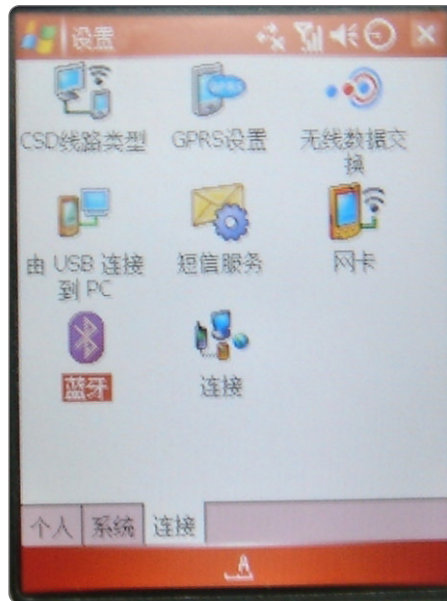 设置
CSD线路类型
GPRS设置
无线数据交
换
由 USB 连接
到 PC
短信服务
网卡
蓝牙
连接
个人
系统
连接